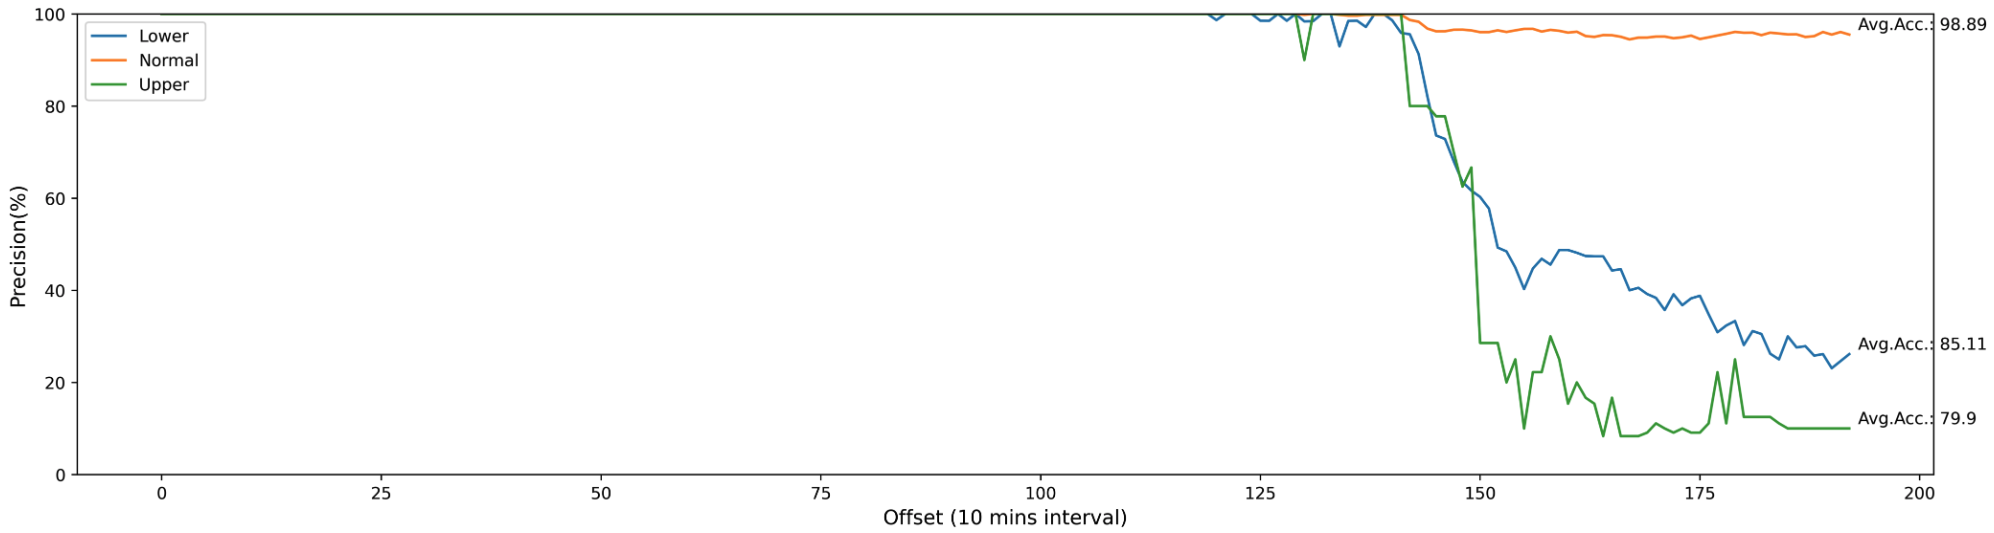 100
80
60
40
20
0
Precision(%)
Lower
Normal
Upper
Avg.Acc.: 98.89
Avg.Acc.: 85.11
Avg.Acc.: 79.9
0 25 50 75 100 125 150 175 200
Offset (10 mins interval)